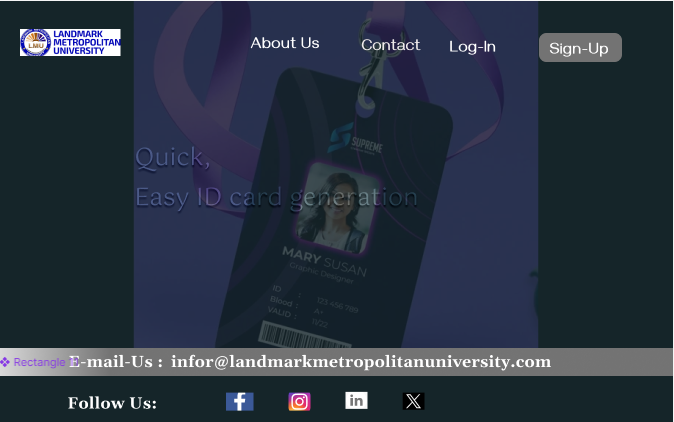 LANDMARK
METROPOLITAN
UNIVERSITY
LMU
About Us
Contact
Log-In
Sign-Up
SUPREME
Quick,
Easy ID card generation
MARY SUSAN
Graphic Designer
ID :
Blood :
A+
VALID :
Rectangle
E-mail-Us : infor@landmarkmetropolitanuniversity.com
Follow Us:
f
in
X